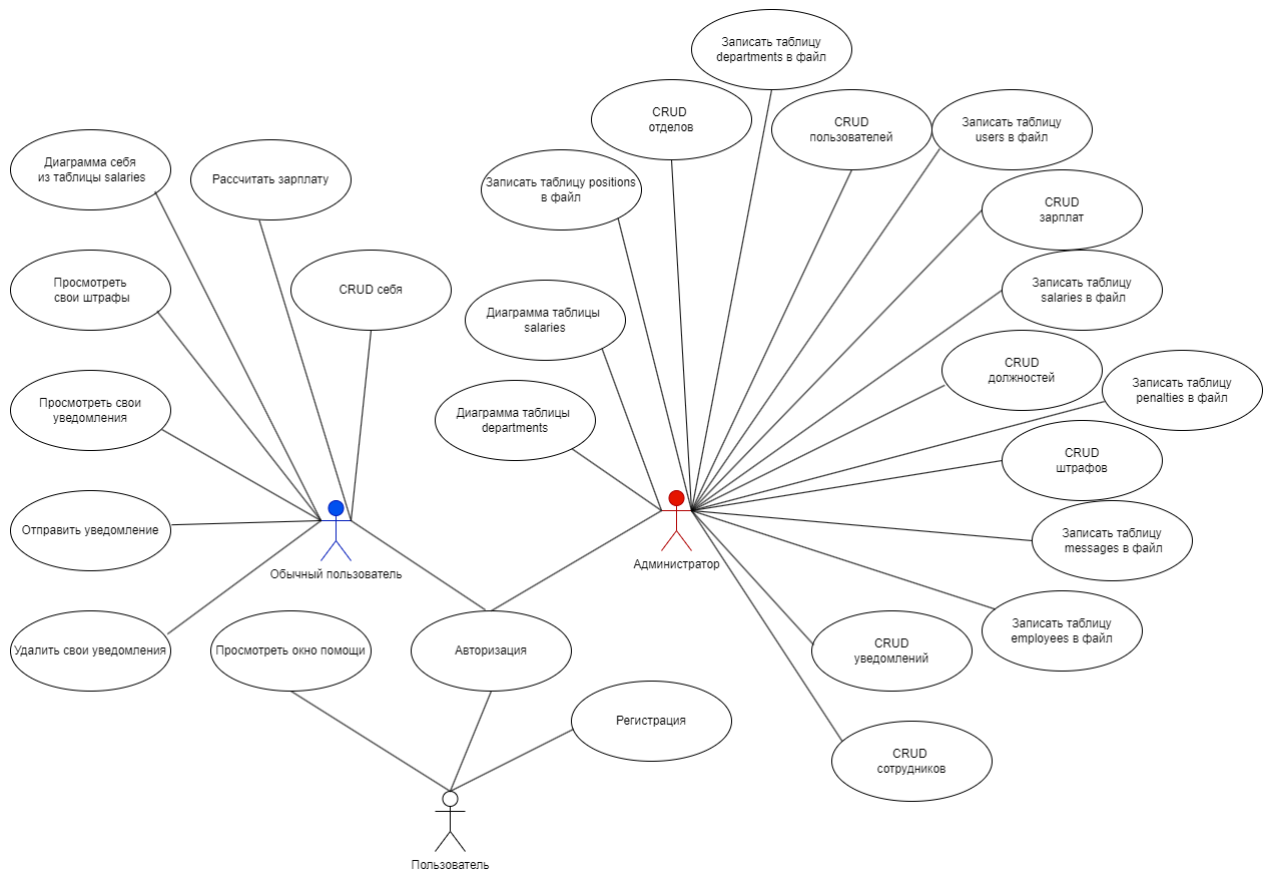 Записать таблицу
departments в файл
CRUD
отделов
CRUD
пользователей
Записать таблицу
users в файл
Диаграмма себя
из таблицы salaries
Рассчитать зарплату
Записать таблицу positions
в файл
CRUD
зарплат
Просмотреть
свои штрафы
CRUD себя
Диаграмма таблицы
salaries
Записать таблицу
salaries в файл
CRUD
должностей
Записать таблицу
penalties в файл
Просмотреть свои
уведомления
Диаграмма таблицы
departments
CRUD
штрафов
Отправить уведомление
Обычный пользователь
Администратор
Записать таблицу
messages в файл
Удалить свои уведомления
Просмотреть окно помощи
Авторизация
CRUD
уведомлений
Записать таблицу
employees в файл
Регистрация
CRUD
сотрудников
Пользователь